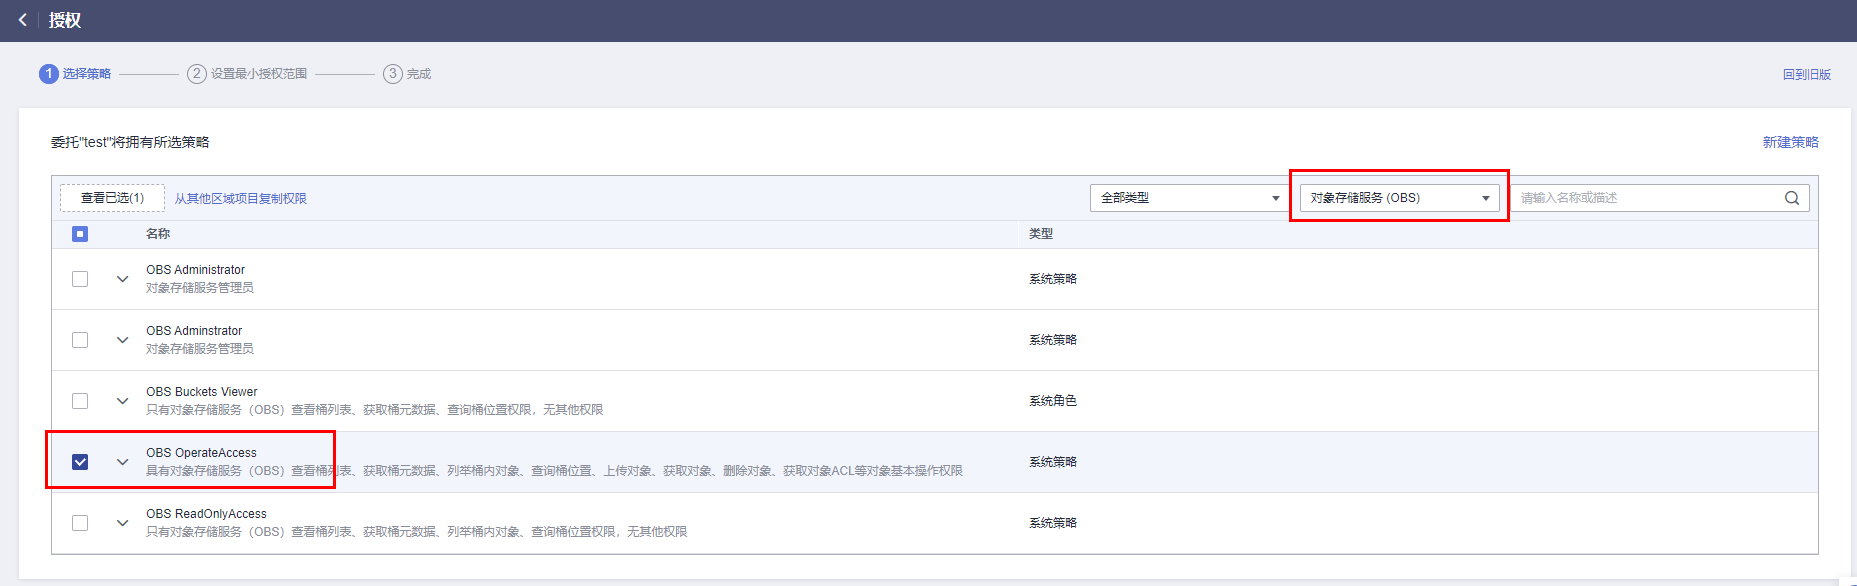 授权
1 选择策略 2 设置最小授权范围 3 完成 回到旧版
委托"test"将拥有所选策略 新建策略
查看已选(1) 从其他区域项目复制权限 全部类型 对象存储服务 (OBS) 请输入名称或描述
名称 类型
OBS Administrator
对象存储服务管理员 系统策略
OBS Adminstrator
对象存储服务管理员 系统策略
OBS Buckets Viewer
只有对象存储服务（OBS）查看桶列表、获取桶元数据、查询桶位置权限，无其他权限 系统角色
OBS OperateAccess
具有对象存储服务（OBS）查看桶列表、获取桶元数据、列举桶内对象、查询桶位置、上传对象、获取对象、删除对象、获取对象ACL等对象基本操作权限 系统策略
OBS ReadOnlyAccess
只有对象存储服务（OBS）查看桶列表、获取桶元数据、列举桶内对象、查询桶位置权限，无其他权限 系统策略